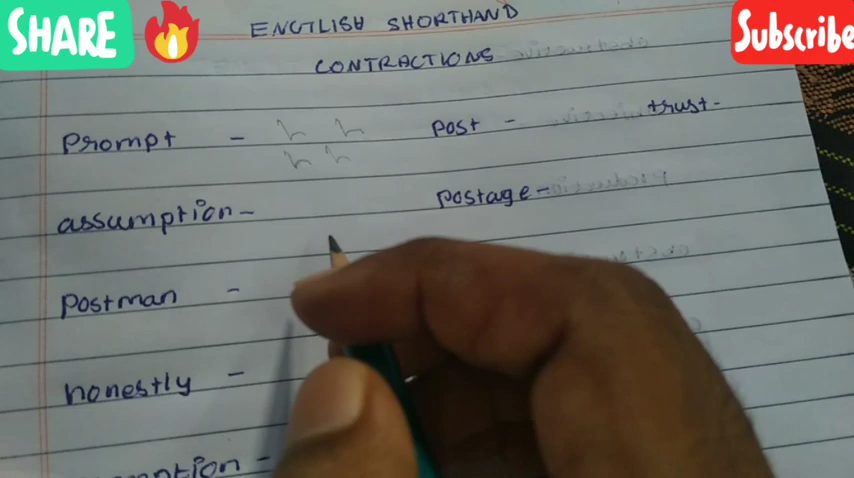 SHARE
Subscribe
ENGLISH SHORTHAND
CONTRACTIONS
Prompt - post - trust-
assumption- postage-
Postman -
honestly -